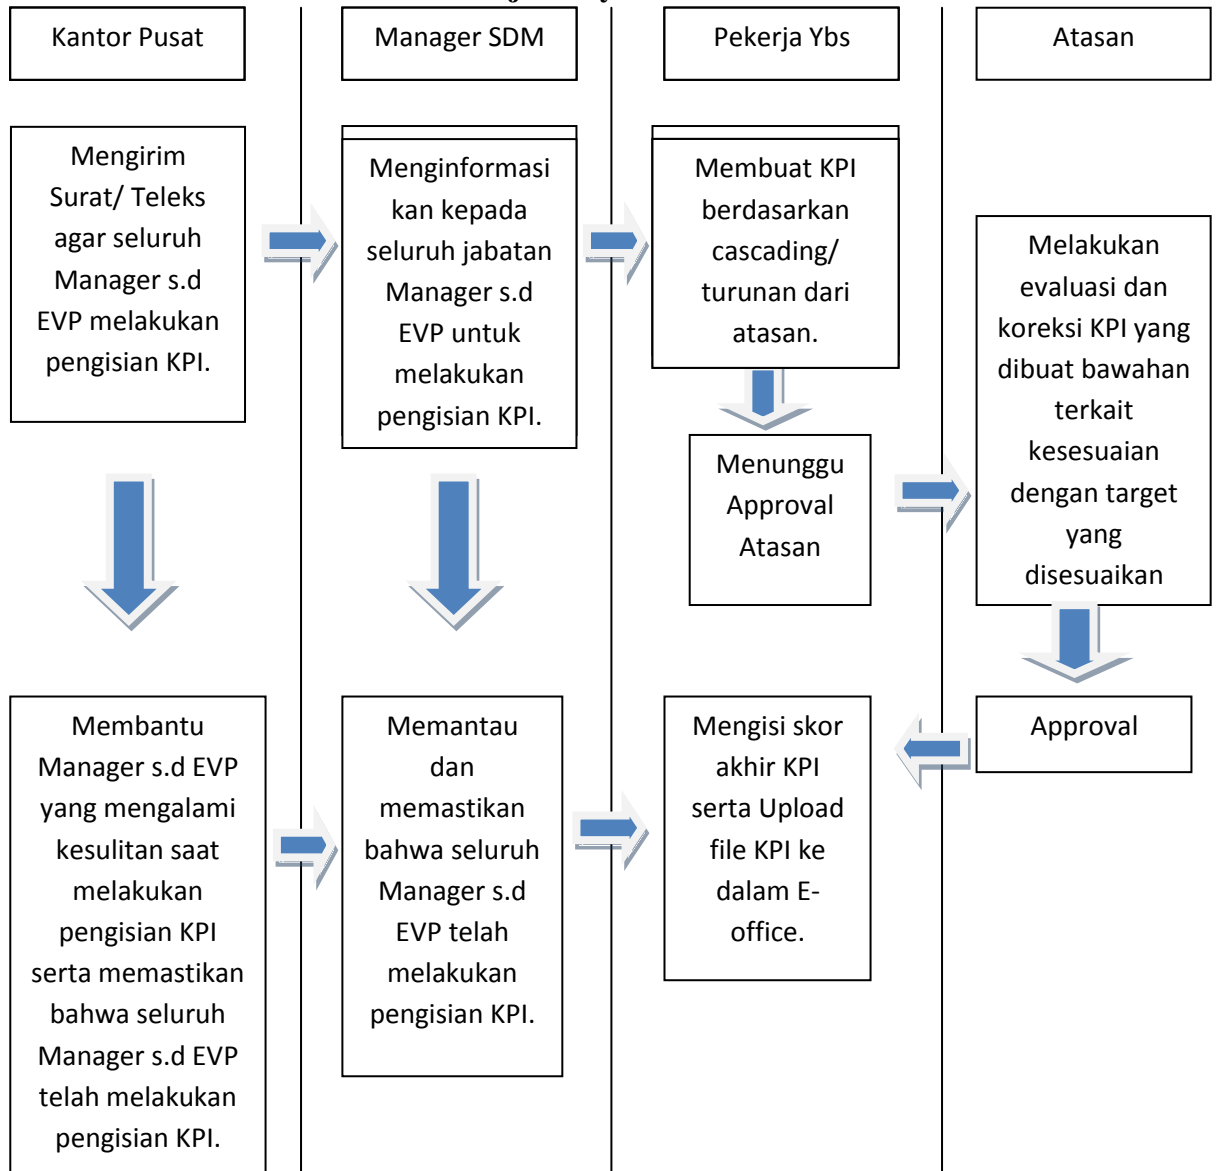 Kantor Pusat
Manager SDM
Pekerja Ybs
Atasan
Mengirim
Surat/ Teleks
agar seluruh
Manager s.d
EVP melakukan
pengisian KPI.
Menginformasi
kan kepada
seluruh jabatan
Manager s.d
EVP untuk
melakukan
pengisian KPI.
Membuat KPI
berdasarkan
cascading/
turunan dari
atasan.
Menunggu
Approval
Atasan
Melakukan
evaluasi dan
koreksi KPI yang
dibuat bawahan
terkait
kesesuaian
dengan target
yang
disesuaikan
Membantu
Manager s.d EVP
yang mengalami
kesulitan saat
melakukan
pengisian KPI
serta memastikan
bahwa seluruh
Manager s.d EVP
telah melakukan
pengisian KPI.
Memantau
dan
memastikan
bahwa seluruh
Manager s.d
EVP telah
melakukan
pengisian KPI.
Mengisi skor
akhir KPI
serta Upload
file KPI ke
dalam E-
office.
Approval